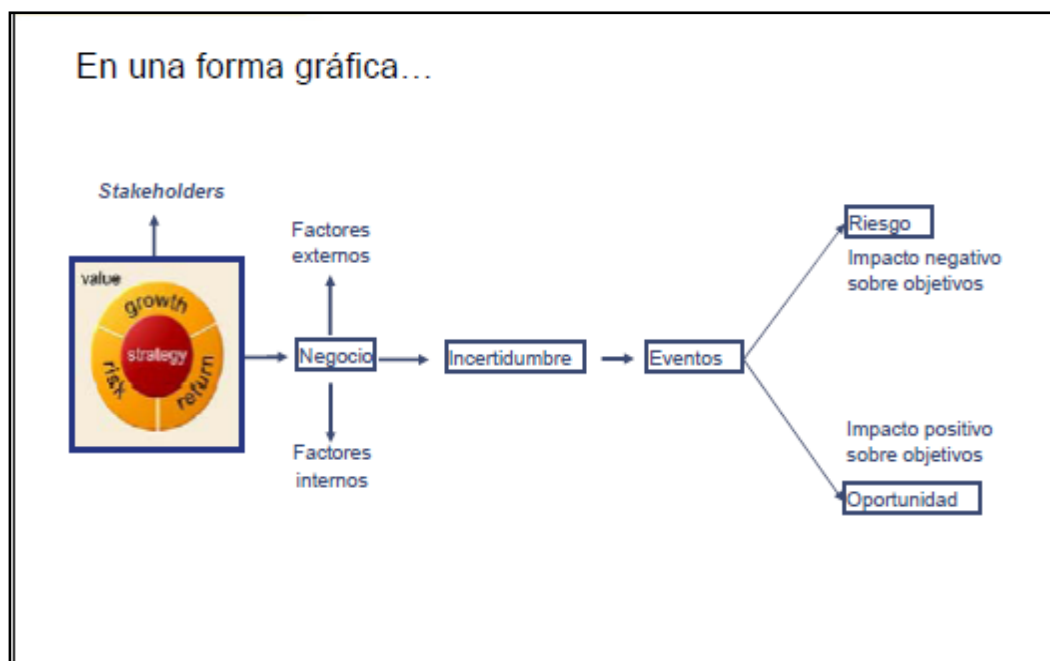 En una forma gráfica…
Stakeholders
value
growth
strategy
risk
return
Factores
externos
Negocio
Factores
internos
Incertidumbre
Eventos
Riesgo
Impacto negativo
sobre objetivos
Impacto positivo
sobre objetivos
Oportunidad